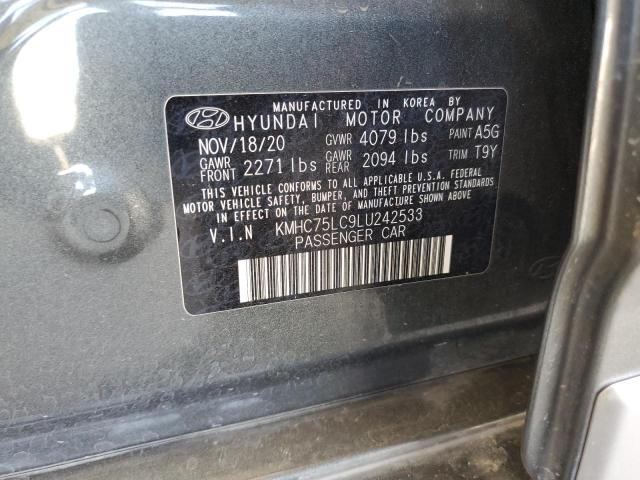 MANUFACTURED IN KOREA BY
HYUNDAI MOTOR COMPANY
NOV/18/20 GVWR 4079 lbs PAINT A5G
GAWR FRONT 2271 lbs GAWR REAR 2094 lbs TRIM T9Y
THIS VEHICLE CONFORMS TO ALL APPLICABLE U.S.A. FEDERAL
MOTOR VEHICLE SAFETY, BUMPER, AND THEFT PREVENTION STANDARDS
IN EFFECT ON THE DATE OF MANUFACTURE SHOWN ABOVE.
V.I.N KMHC75LC9LU242533
PASSENGER CAR